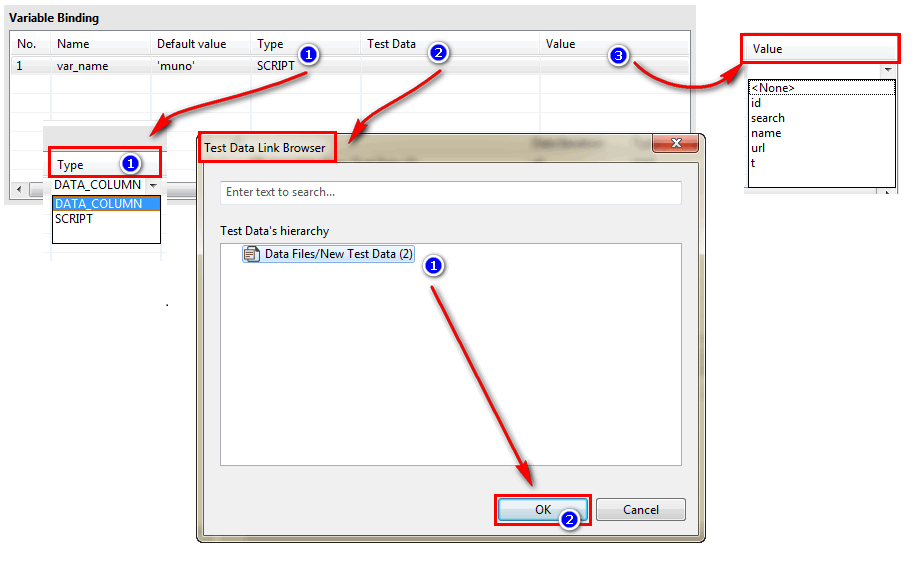 Variable Binding
No. Name Default value Type Test Data Value
1 2 3
1 var_name 'muno' SCRIPT
Value
<None>
id
search
name
url
t
Type 1
DATA_COLUMN
DATA_COLUMN
SCRIPT
Test Data Link Browser
Enter text to search...
Test Data's hierarchy
Data Files/New Test Data (2)
1
OK Cancel
2